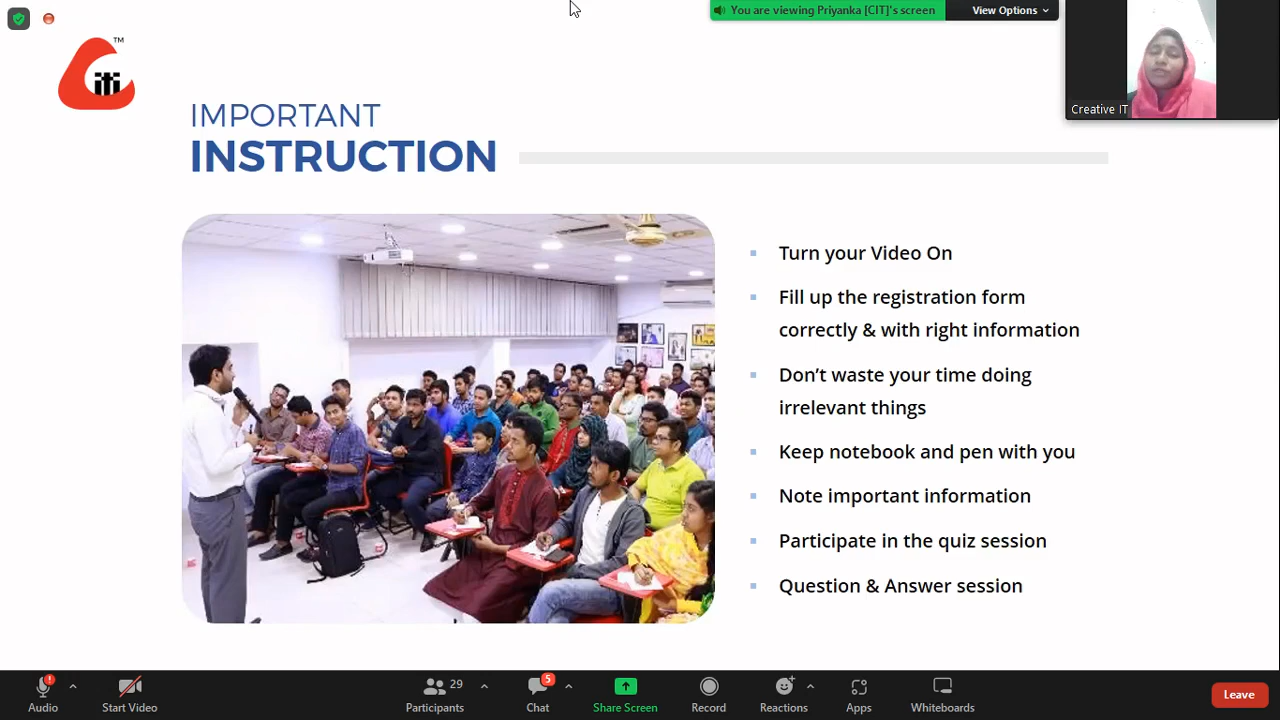 You are viewing Priyanka [CIT]'s screen
View Options
TM
iti
Creative IT
IMPORTANT
INSTRUCTION
Turn your Video On
Fill up the registration form
correctly & with right information
Don’t waste your time doing
irrelevant things
Keep notebook and pen with you
Note important information
Participate in the quiz session
Question & Answer session
Audio
Start Video
29
Participants
5
Chat
Share Screen
Record
Reactions
Apps
Whiteboards
Leave